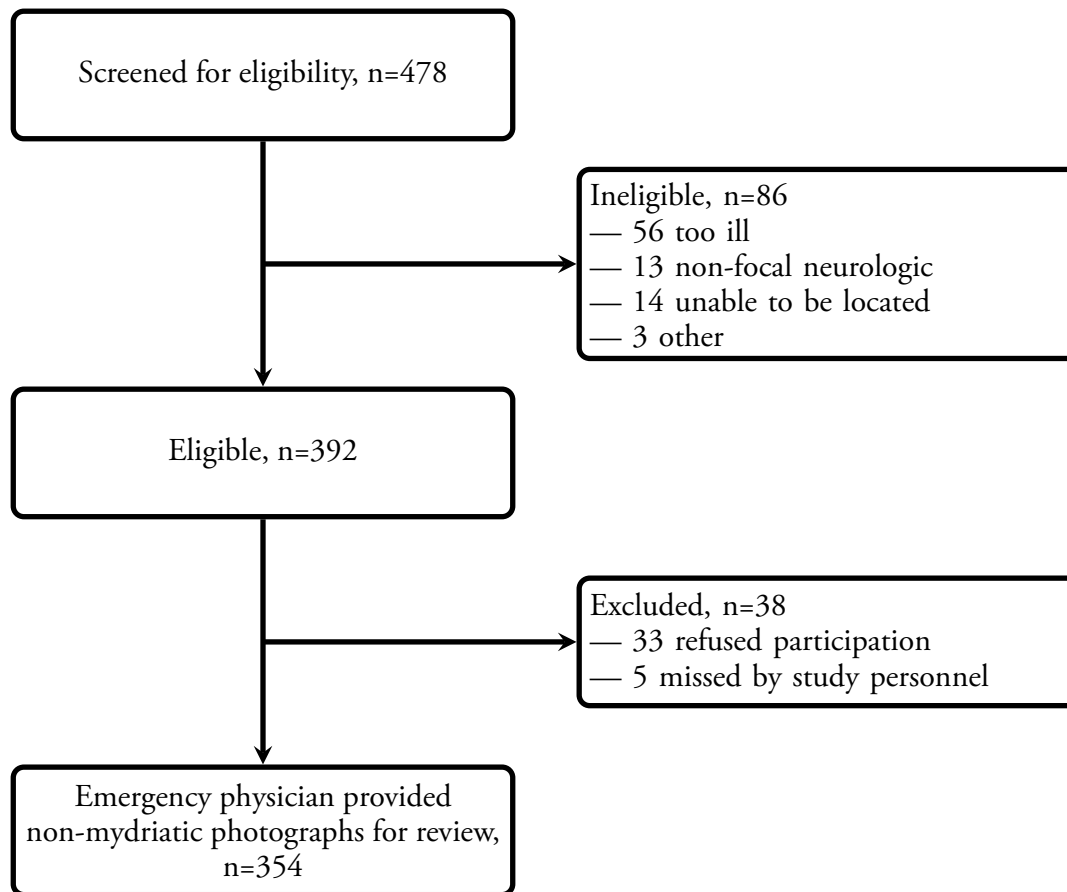 Screened for eligibility, n=478
Ineligible, n=86
— 56 too ill
— 13 non-focal neurologic
— 14 unable to be located
— 3 other
Eligible, n=392
Excluded, n=38
— 33 refused participation
— 5 missed by study personnel
Emergency physician provided
non-mydriatic photographs for review,
n=354